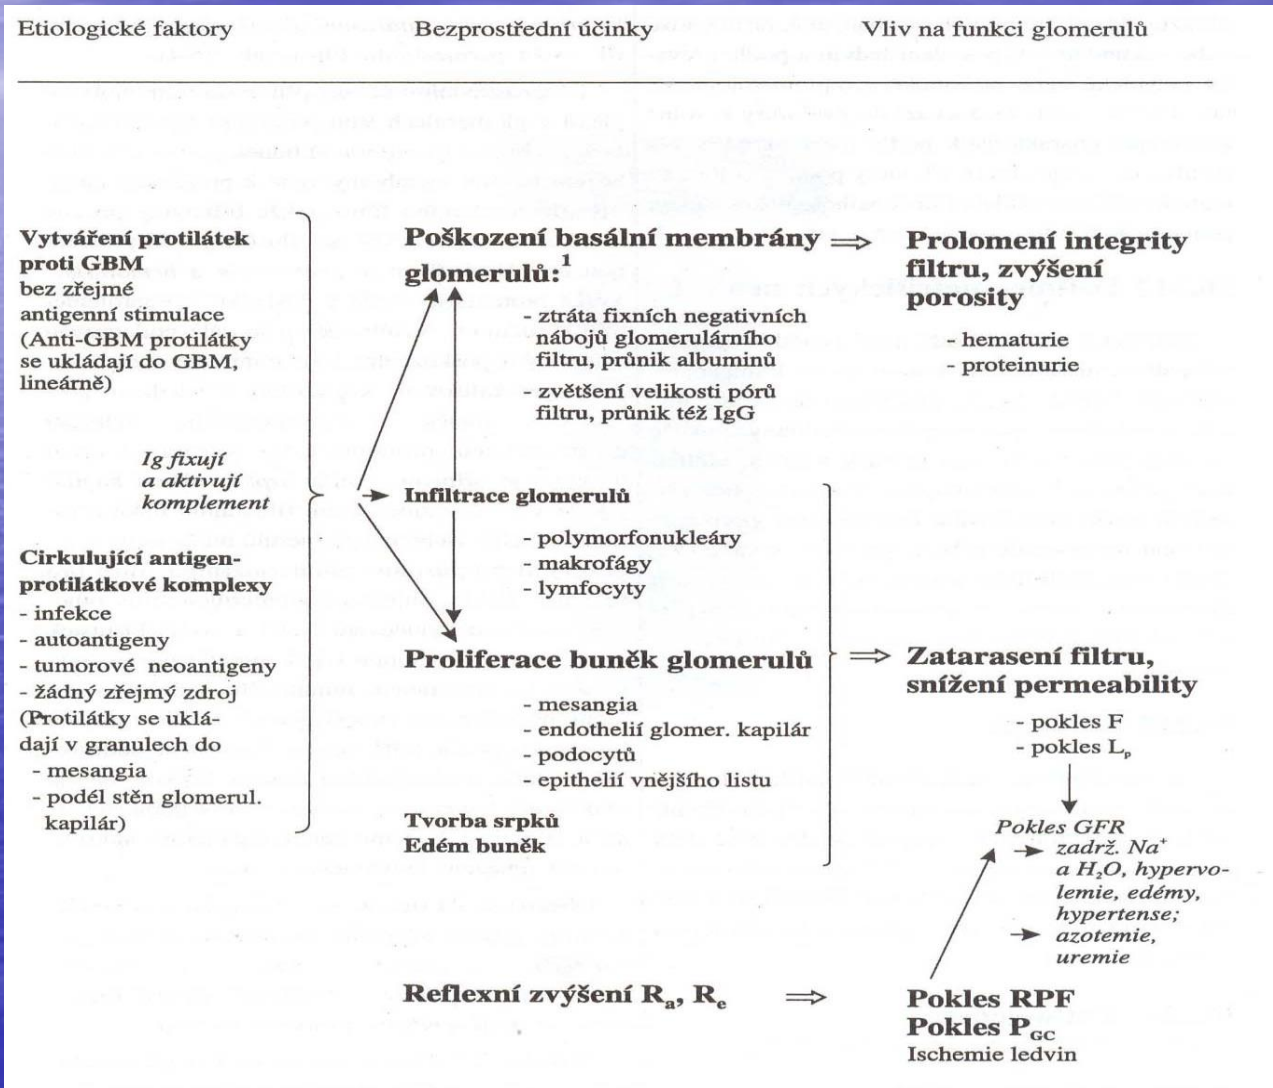 Etiologické faktory
Bezprostřední účinky
Vliv na funkci glomerulů
Vytváření protilátek
proti GBM
bez zřejmé
antigenní stimulace
(Anti-GBM protilátky
se ukládají do GBM,
lineárně)
Ig fixují
a aktivují
komplement
Cirkulující antigen-
protilátkové komplexy
- infekce
- autoantigeny
- tumorové neoantigeny
- žádný zřejmý zdroj
(Protilátky se uklá-
dají v granulech do
- mesangia
- podél stěn glomerul.
kapilár)
Poškození basální membrány
glomerulů:¹
- ztráta fixních negativních
nábojů glomerulárního
filtru, průnik albuminů
- zvětšení velikosti pórů
filtru, průnik též IgG
Infiltrace glomerulů
- polymorfonukleáry
- makrofágy
- lymfocyty
Proliferace buněk glomerulů
- mesangia
- endothelií glomer. kapilár
- podocytů
- epithelií vnějšího listu
Tvorba srpků
Edém buněk
Reflexní zvýšení Rₐ, Rₑ
⇒ Prolomení integrity
filtru, zvýšení
porosity
- hematurie
- proteinurie
⇒ Zatarasení filtru,
snížení permeability
- pokles F
- pokles Lₚ
Pokles GFR
zadrž. Na⁺
a H₂O, hypervo-
lemie, edémy,
hypertense;
azotemie,
uremie
⇒ Pokles RPF
Pokles P_GC
Ischemie ledvin